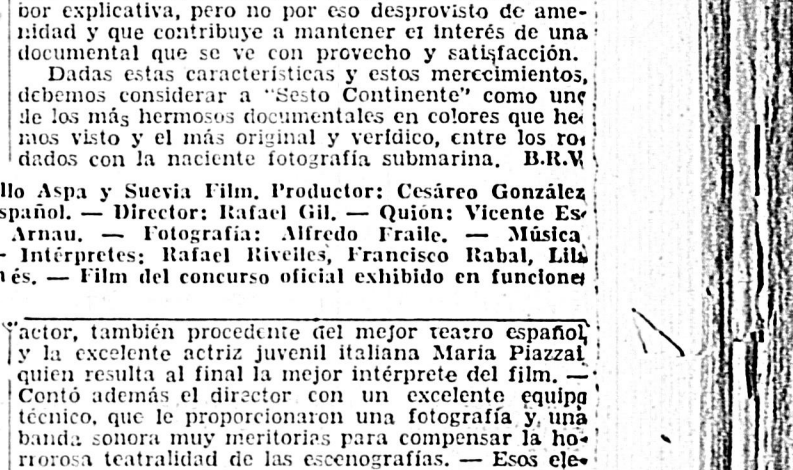 bor explicativa, pero no por eso desprovisto de ame-
nidad y que contribuye a mantener el interés de una
documental que se ve con provecho y satisfacción.
Dadas estas características y estos merecimientos,
debemos considerar a "Sesto Continente" como uno
de los más hermosos documentales en colores que he-
mos visto y el más original y verídico, entre los ro-
dados con la naciente fotografía submarina. B.R.V.
llo Aspa y Suevia Film. Productor: Cesáreo González
spañol. — Director: Rafael Gil. — Quión: Vicente Es-
Arnau. — Fotografía: Alfredo Fraile. — Música
- Intérpretes: Rafael Rivelles, Francisco Rabal, Lila
és. — Film del concurso oficial exhibido en funciones
actor, también procedente del mejor teatro español,
y la excelente actriz juvenil italiana María Piazzai
quien resulta al final la mejor intérprete del film. —
Contó además el director con un excelente equipo
técnico, que le proporcionaron una fotografía y una
banda sonora muy meritorias para compensar la ho-
rrorosa teatralidad de las escenografías. — Esos ele-